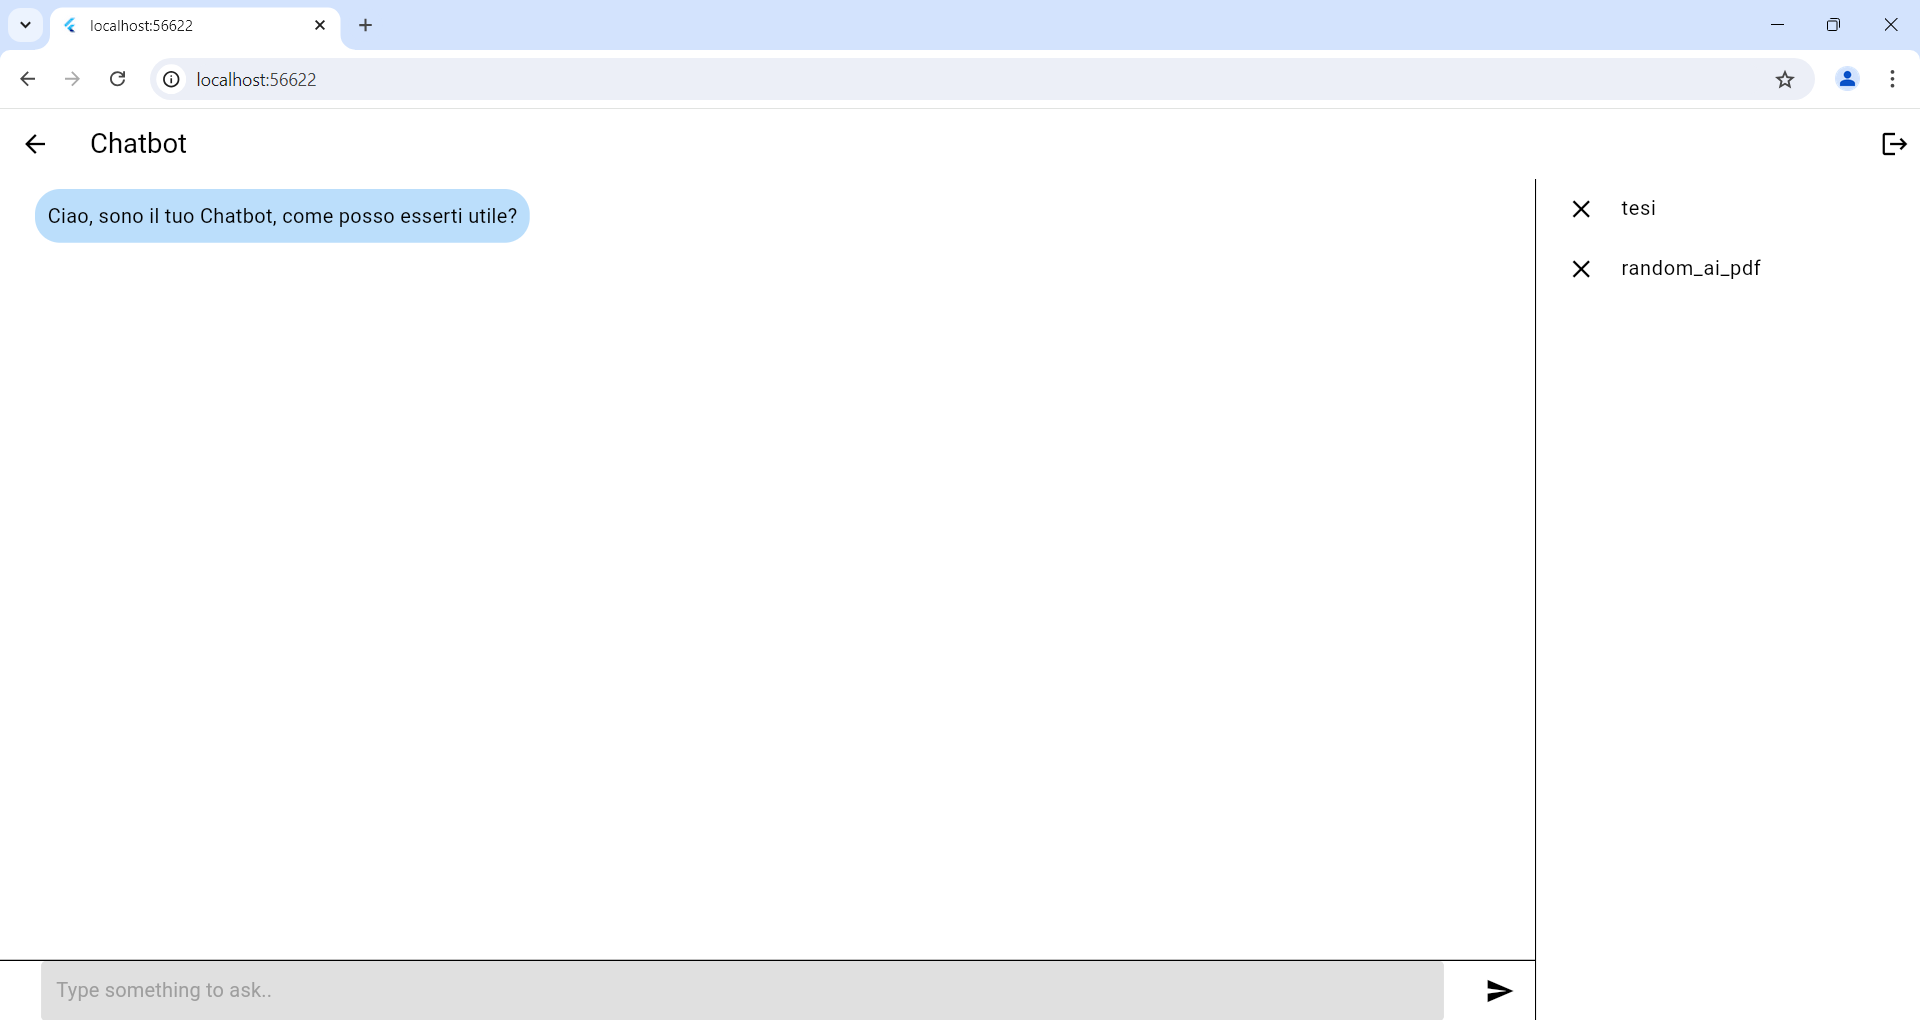 localhost:56622
localhost:56622
Chatbot
Ciao, sono il tuo Chatbot, come posso esserti utile?
tesi
random_ai_pdf
Type something to ask..